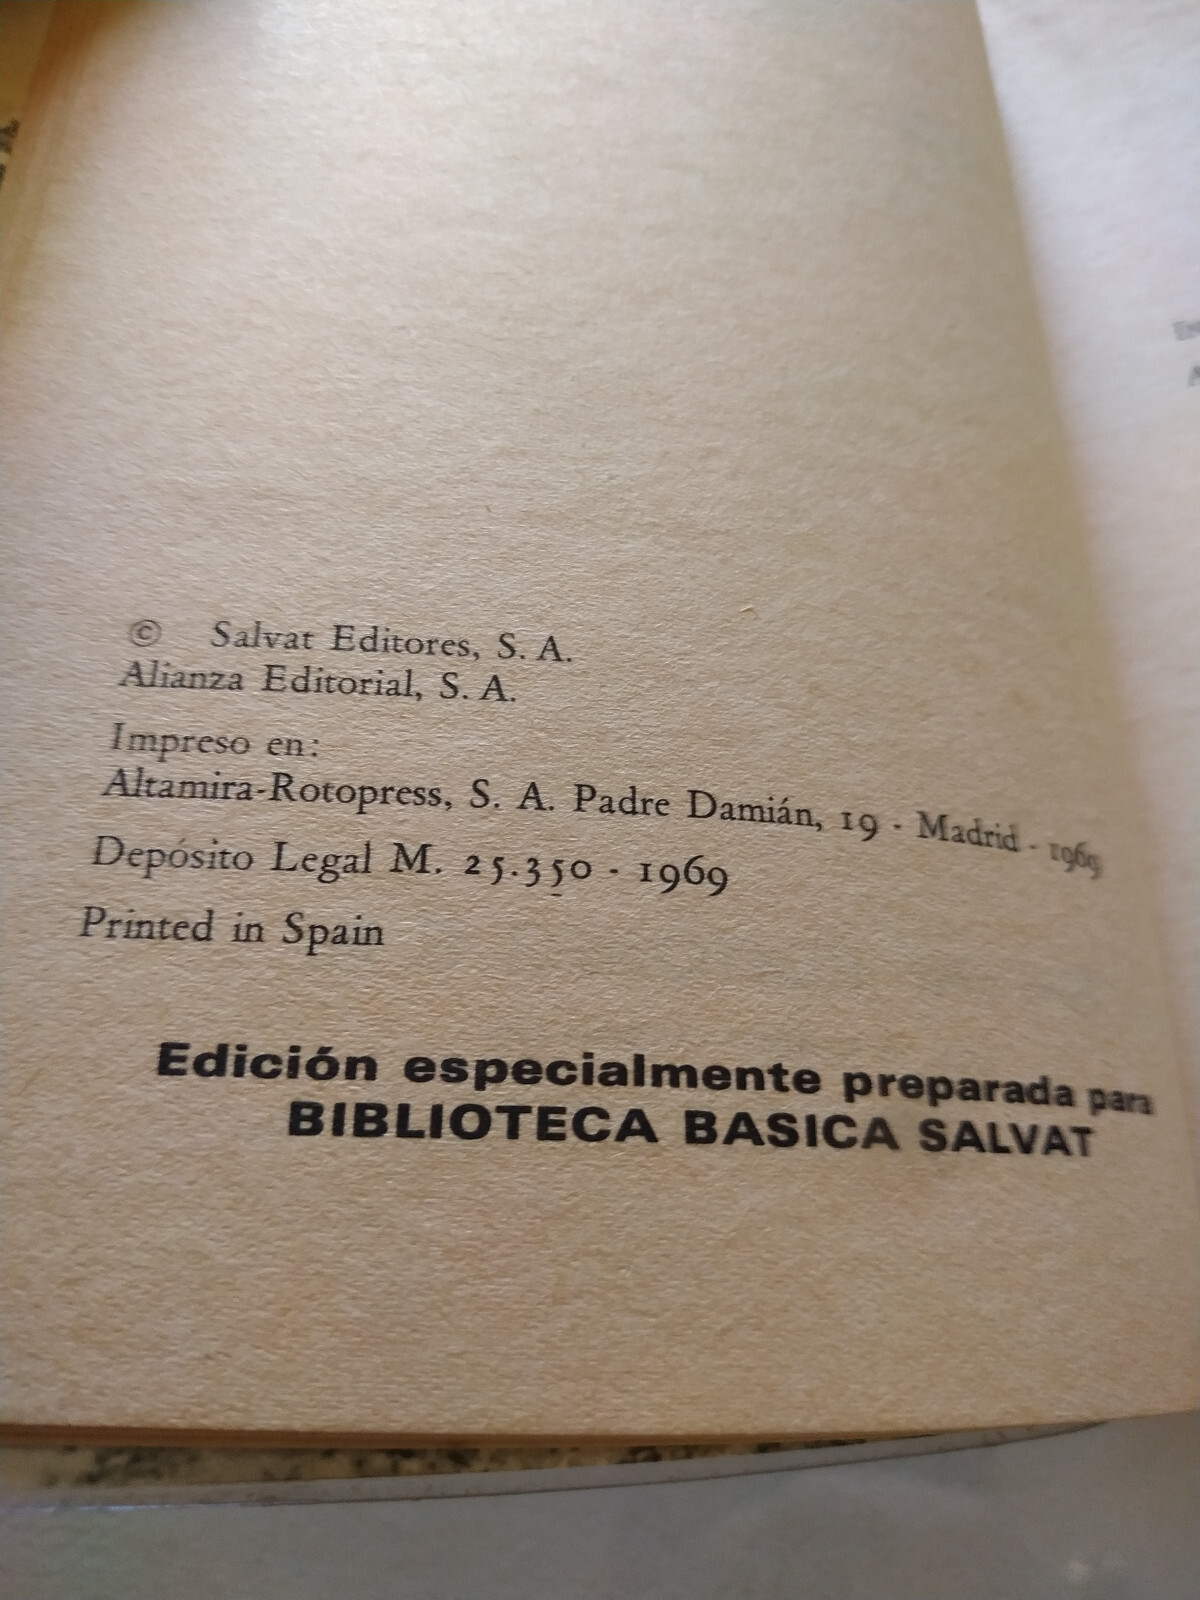 © Salvat Editores, S. A.
Alianza Editorial, S. A.
Impreso en:
Altamira-Rotopress, S. A. Padre Damián, 19 - Madrid - 1969
Depósito Legal M. 25.350 - 1969
Printed in Spain
Edición especialmente preparada para
BIBLIOTECA BASICA SALVAT